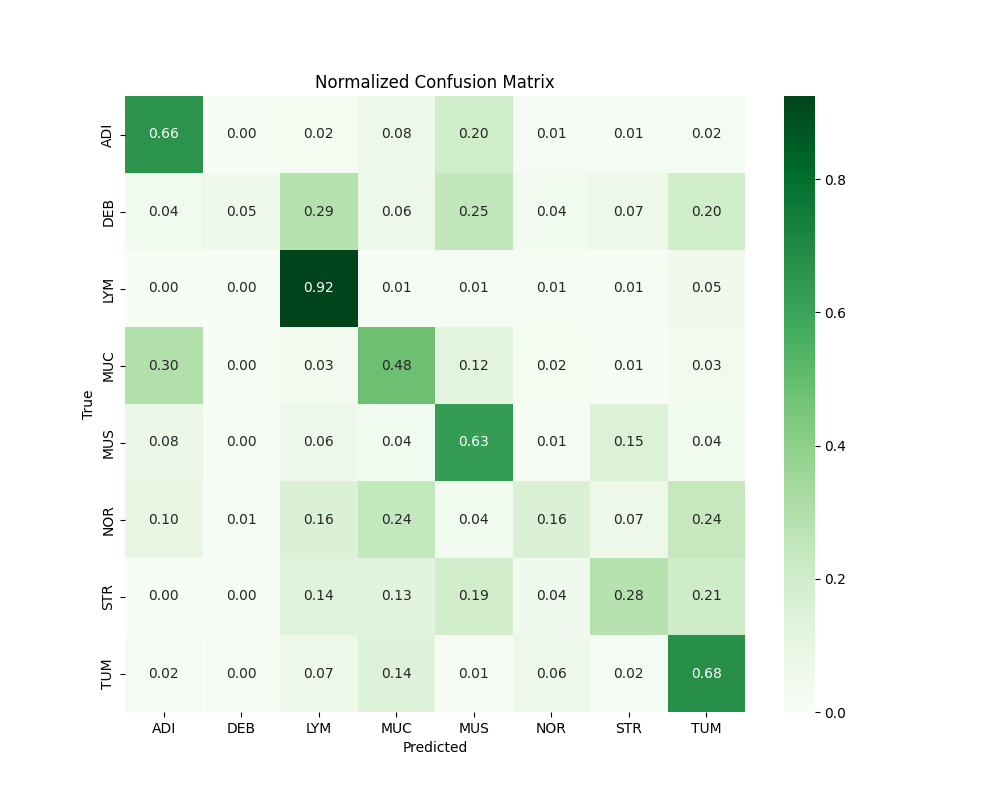 Normalized Confusion Matrix
ADI 0.66 0.00 0.02 0.08 0.20 0.01 0.01 0.02
DEB 0.04 0.05 0.29 0.06 0.25 0.04 0.07 0.20
LYM 0.00 0.00 0.92 0.01 0.01 0.01 0.01 0.05
MUC 0.30 0.00 0.03 0.48 0.12 0.02 0.01 0.03
MUS 0.08 0.00 0.06 0.04 0.63 0.01 0.15 0.04
NOR 0.10 0.01 0.16 0.24 0.04 0.16 0.07 0.24
STR 0.00 0.00 0.14 0.13 0.19 0.04 0.28 0.21
TUM 0.02 0.00 0.07 0.14 0.01 0.06 0.02 0.68
ADI DEB LYM MUC MUS NOR STR TUM
Predicted
True
0.8
0.6
0.4
0.2
0.0